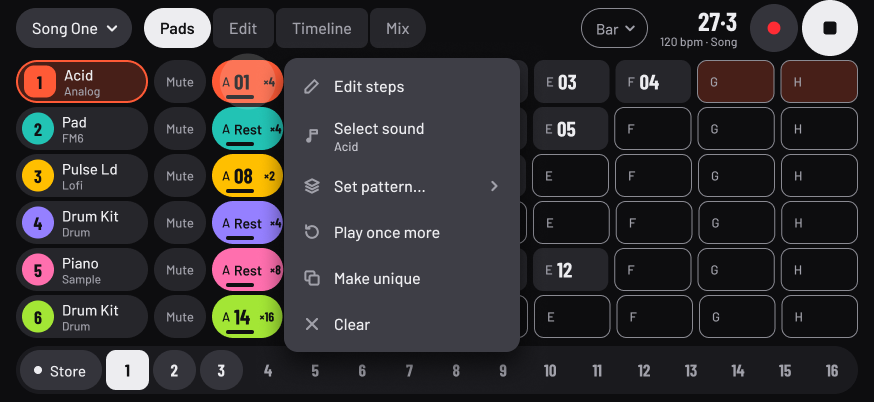 Song One
Pads
Edit
Timeline
Mix
Bar
27·3
120 bpm · Song
1 Acid
Analog
Mute
A 01 ×4
E 03
F 04
G
H
2 Pad
FM6
Mute
A Rest ×4
E 05
F
G
H
3 Pulse Ld
Lofi
Mute
A 08 ×2
E
F
G
H
4 Drum Kit
Drum
Mute
A Rest ×4
E
F
G
H
5 Piano
Sample
Mute
A Rest ×8
E 12
F
G
H
6 Drum Kit
Drum
Mute
A 14 ×16
E
F
G
H
Edit steps
Select sound
Acid
Set pattern...
Play once more
Make unique
Clear
Store 1 2 3 4 5 6 7 8 9 10 11 12 13 14 15 16